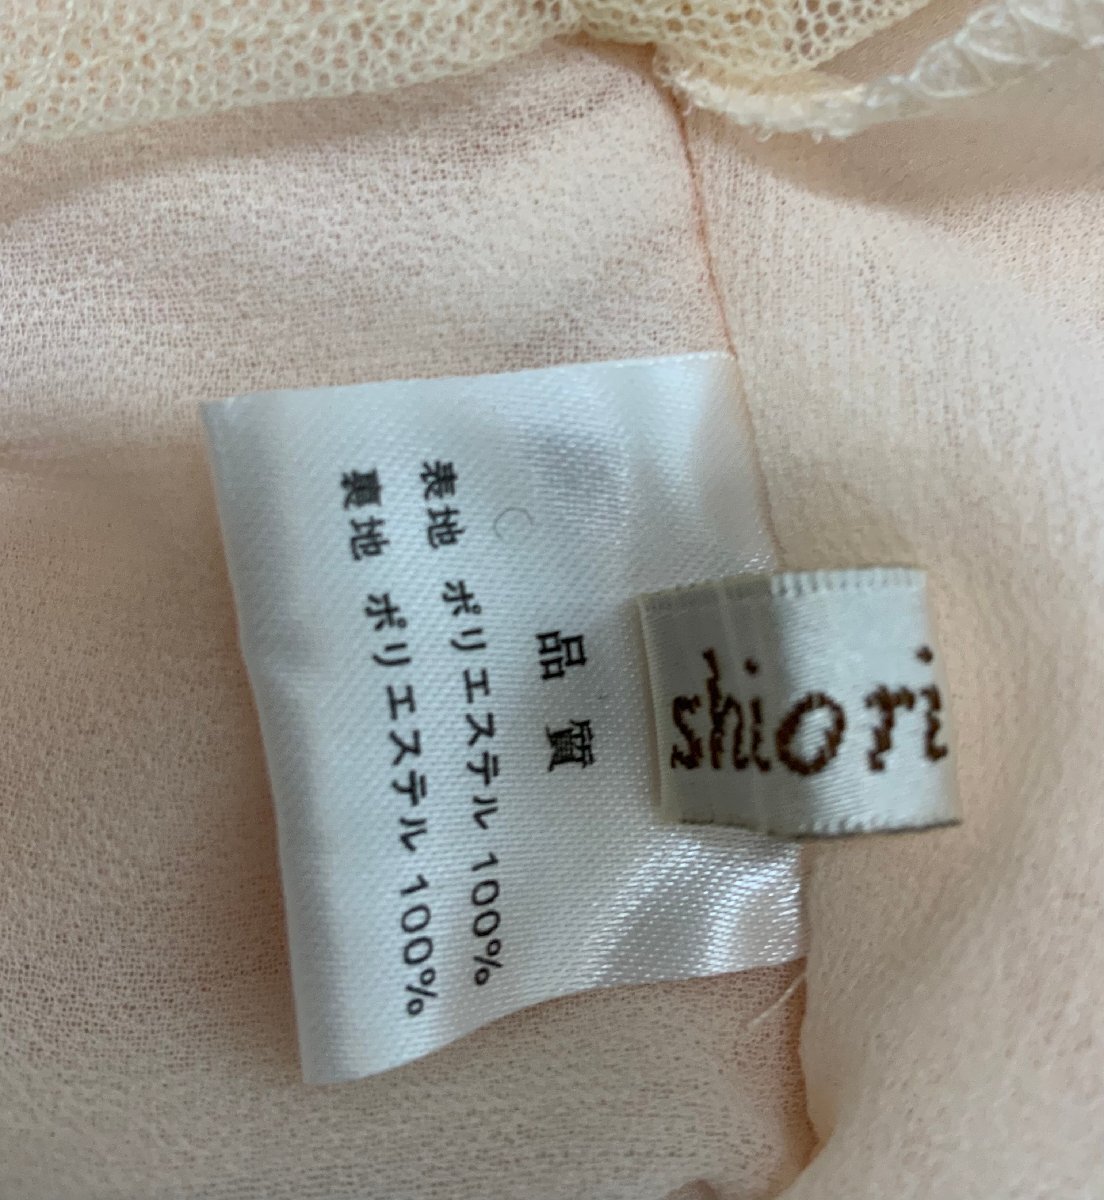 shiori
品質
表地 ポリエステル 100%
裏地 ポリエステル 100%